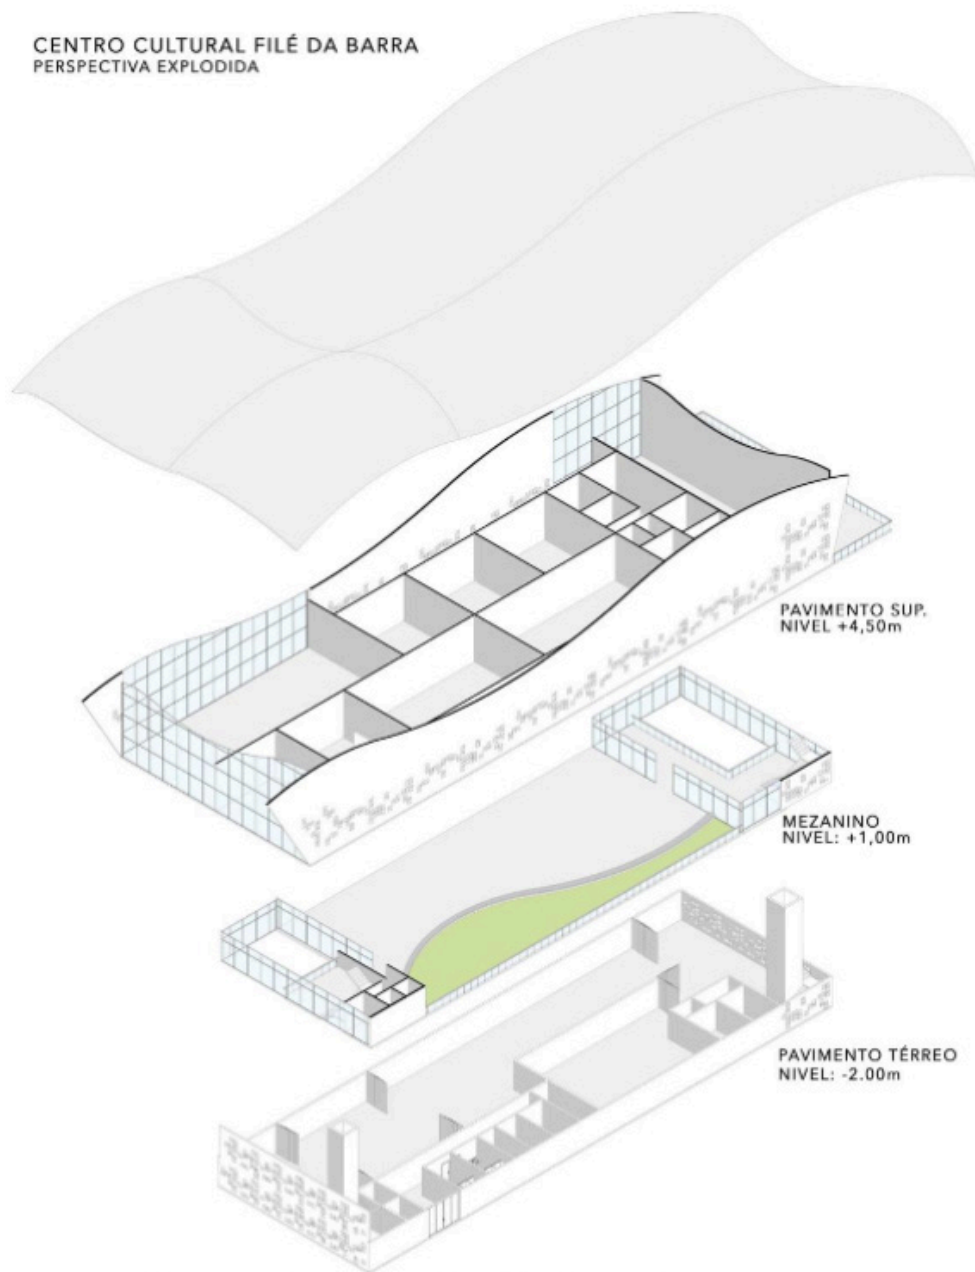 CENTRO CULTURAL FILÉ DA BARRA
PERSPECTIVA EXPLODIDA
PAVIMENTO SUP.
NIVEL +4,50m
MEZANINO
NIVEL: +1,00m
PAVIMENTO TÉRREO
NIVEL: -2.00m